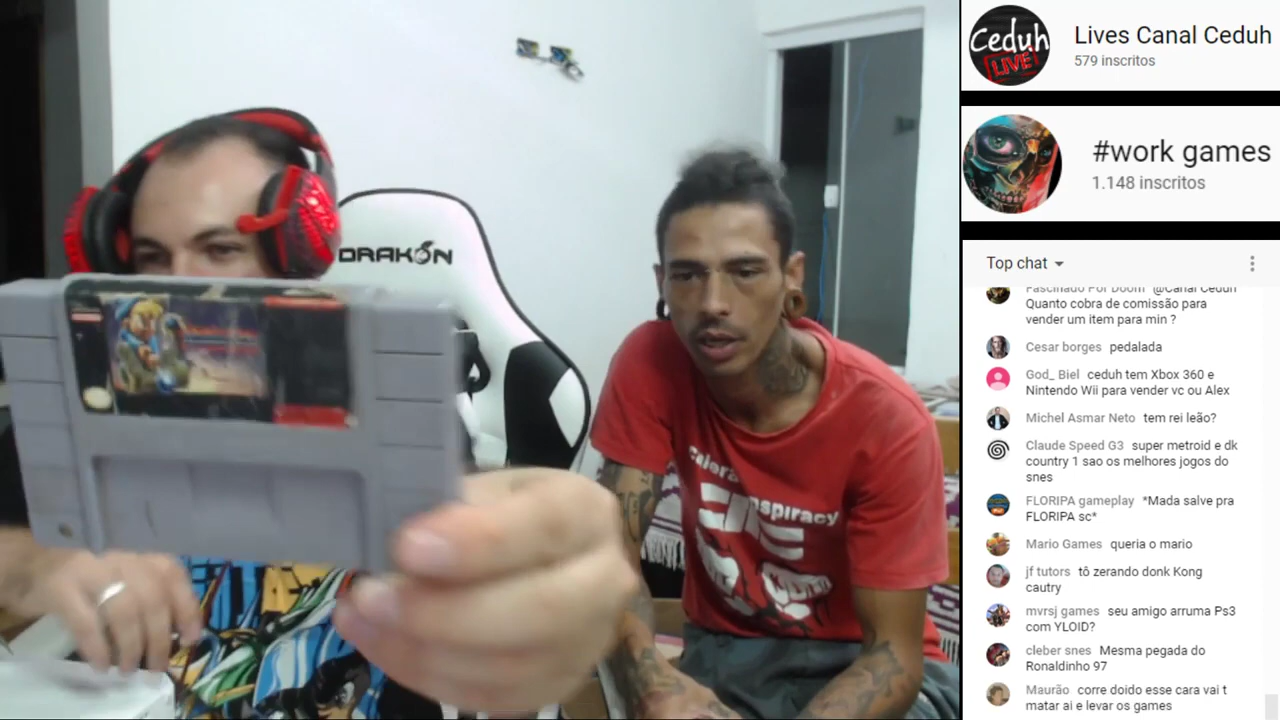 Ceduh
LIVE
Lives Canal Ceduh
579 inscritos
#work games
1.148 inscritos
DRAKON
Top chat
Fascinado Por Doom @Canal Ceduh
Quanto cobra de comissão para
vender um item para min ?
Cesar borges pedalada
God_ Biel ceduh tem Xbox 360 e
Nintendo Wii para vender vc ou Alex
Michel Asmar Neto tem rei leão?
Claude Speed G3 super metroid e dk
country 1 sao os melhores jogos do
snes
FLORIPA gameplay *Mada salve pra
FLORIPA sc*
Mario Games queria o mario
jf tutors tô zerando donk Kong
cautry
mvrsj games seu amigo arruma Ps3
com YLOID?
cleber snes Mesma pegada do
Ronaldinho 97
Maurão corre doido esse cara vai t
matar ai e levar os games